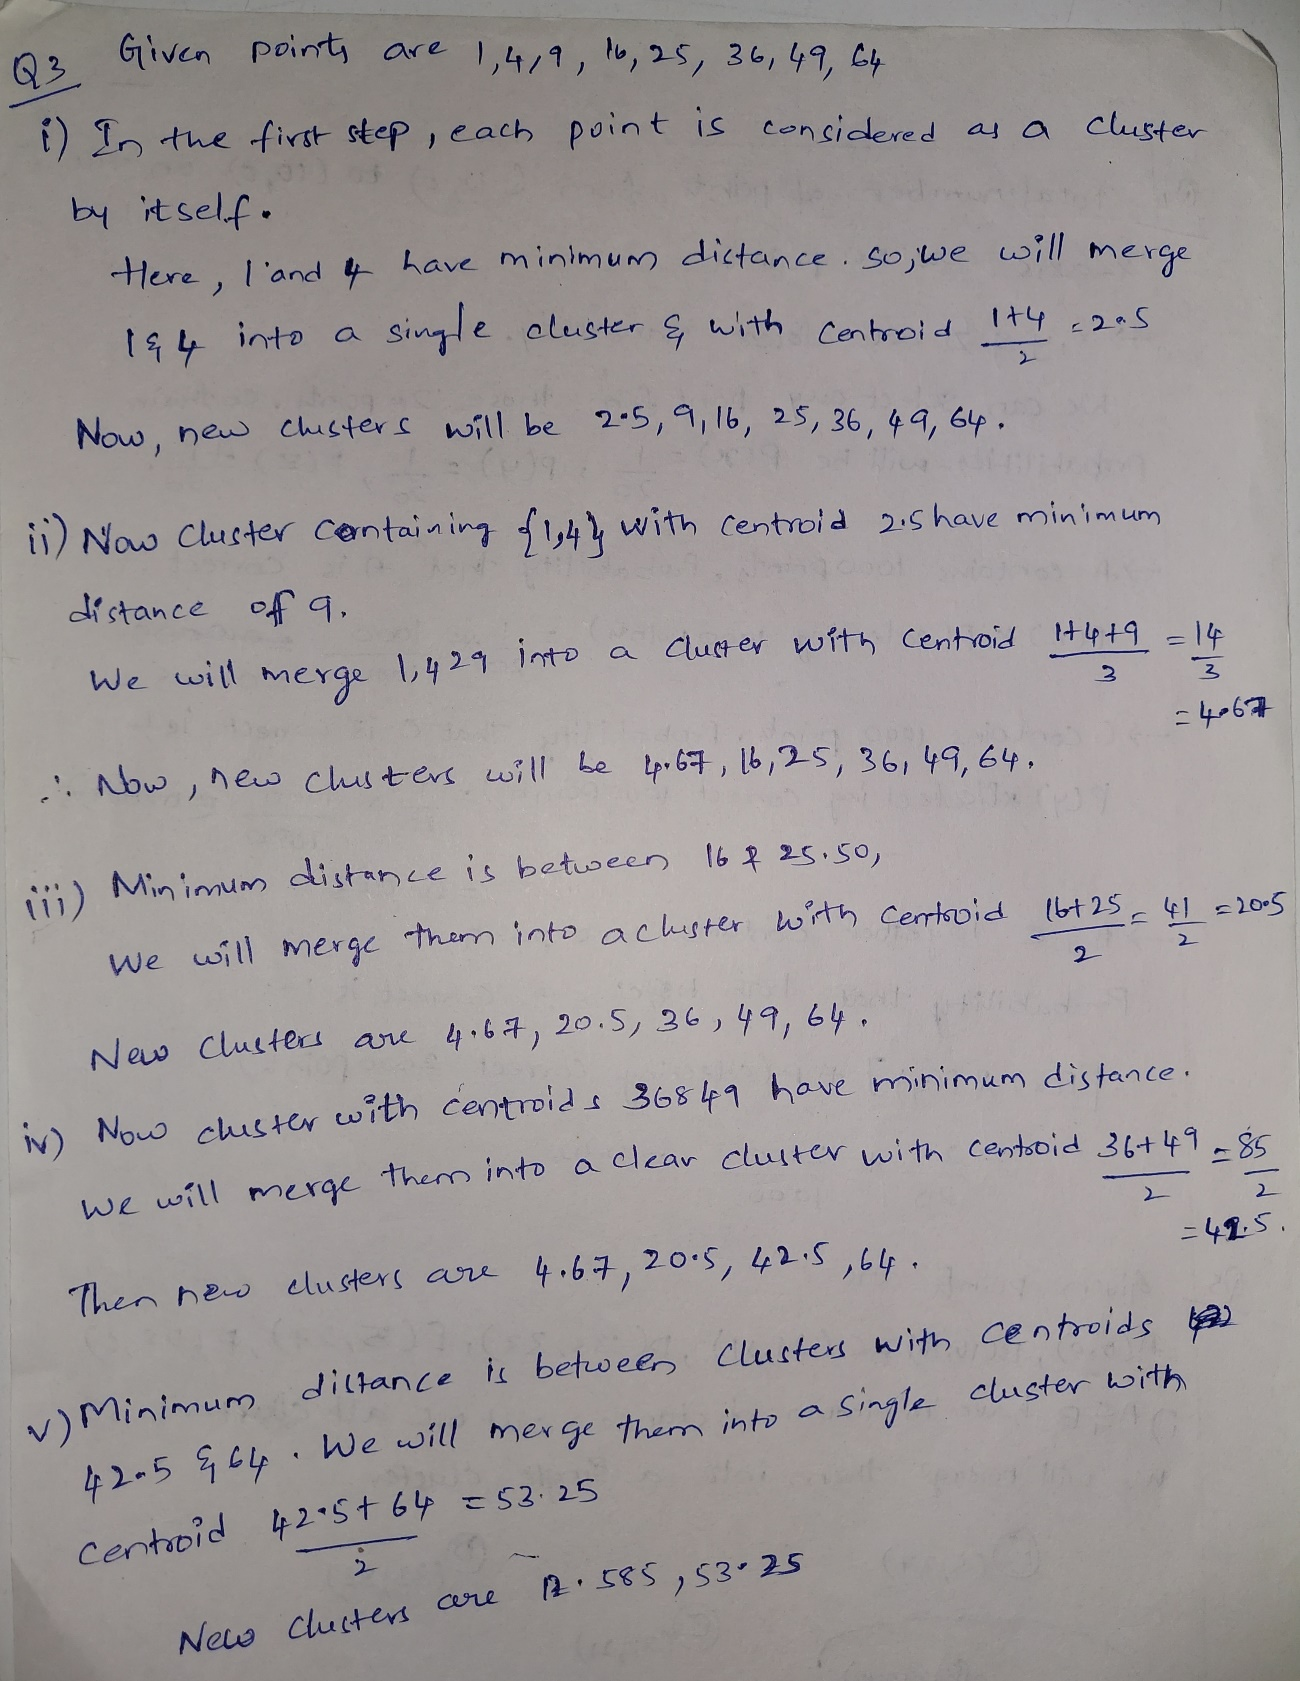 Q3 Given points are 1,4,9, 16, 25, 36, 49, 64
i) In the first step, each point is considered as a cluster
by itself.
Here, 1 and 4 have minimum distance. so, we will merge
1 & 4 into a single cluster & with centroid 1+4/2 = 2.5
Now, new clusters will be 2.5, 9, 16, 25, 36, 49, 64.
ii) Now cluster containing {1,4} with centroid 2.5 have minimum
distance off 9.
We will merge 1,4 & 9 into a cluster with centroid 1+4+9/3 = 14/3
= 4.67
∴ Now, new clusters will be 4.67, 16, 25, 36, 49, 64.
iii) Minimum distance is between 16 & 25.50,
We will merge them into a cluster with centroid 16+25/2 = 41/2 = 20.5
New clusters are 4.67, 20.5, 36, 49, 64.
iv) Now cluster with centroids 36 & 49 have minimum distance.
We will merge them into a clear cluster with centroid 36+49/2 = 85/2
= 42.5.
Then new clusters are 4.67, 20.5, 42.5, 64.
v) Minimum distance is between clusters with centroids
42.5 & 64. We will merge them into a single cluster with
centroid 42.5+64/2 = 53.25
New clusters are 12.585, 53.25